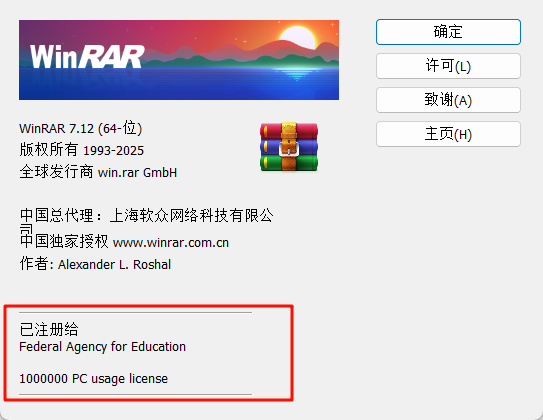 WinRAR
确定
许可(L)
致谢(A)
主页(H)
WinRAR 7.12 (64-位)
版权所有 1993-2025
全球发行商 win.rar GmbH
中国总代理：上海软众网络科技有限公
司
中国独家授权 www.winrar.com.cn
作者: Alexander L. Roshal
已注册给
Federal Agency for Education
1000000 PC usage license